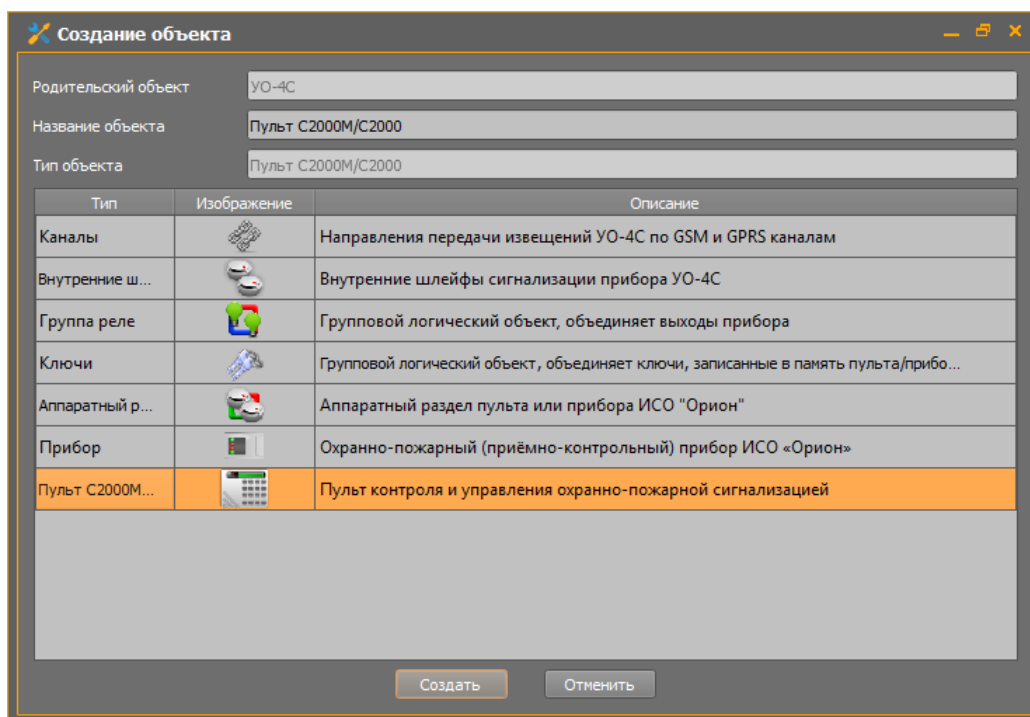 Создание объекта
Родительский объект УО-4С
Название объекта Пульт С2000М/С2000
Тип объекта Пульт С2000М/С2000
Тип Изображение Описание
Каналы Направления передачи извещений УО-4С по GSM и GPRS каналам
Внутренние ш... Внутренние шлейфы сигнализации прибора УО-4С
Группа реле Групповой логический объект, объединяет выходы прибора
Ключи Групповой логический объект, объединяет ключи, записанные в память пульта/прибо...
Аппаратный р... Аппаратный раздел пульта или прибора ИСО "Орион"
Прибор Охранно-пожарный (приёмно-контрольный) прибор ИСО «Орион»
Пульт С2000М... Пульт контроля и управления охранно-пожарной сигнализацией
Создать Отменить